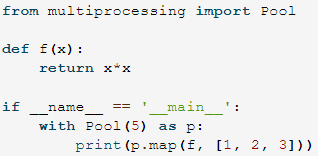 from multiprocessing import Pool

def f(x):
    return x*x

if __name__ == '__main__':
    with Pool(5) as p:
        print(p.map(f, [1, 2, 3]))